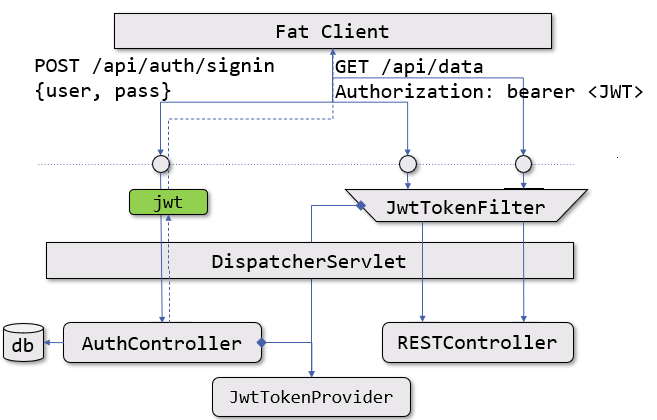 Fat Client
POST /api/auth/signin
{user, pass}
GET /api/data
Authorization: bearer <JWT>
jwt
JwtTokenFilter
DispatcherServlet
db
AuthController
RESTController
JwtTokenProvider